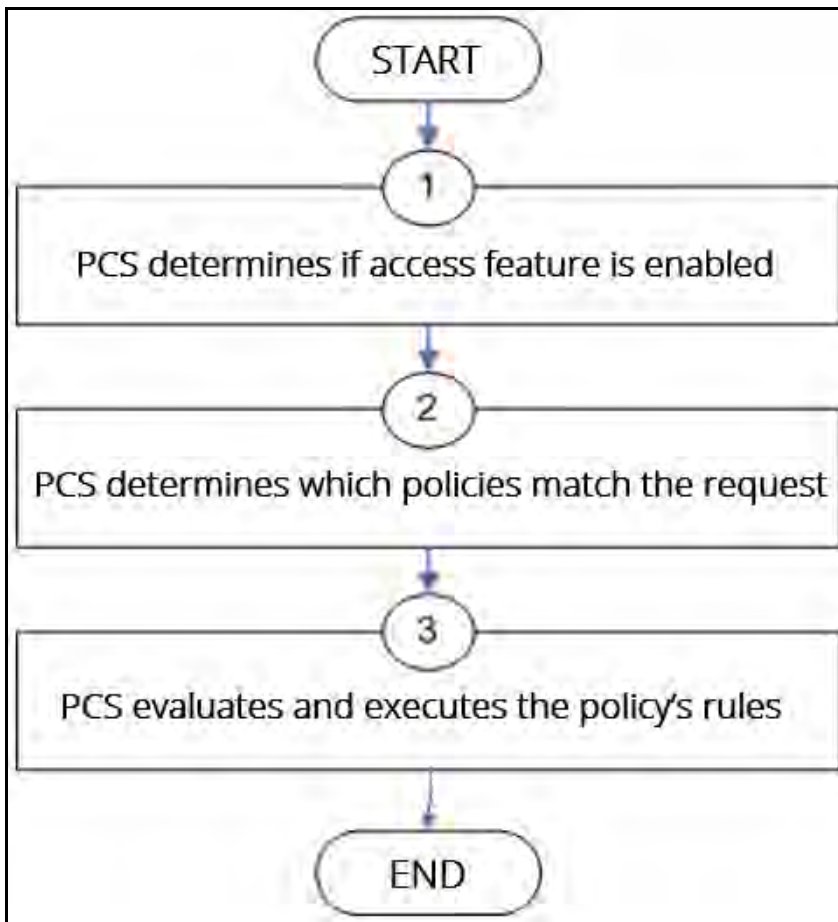 START
1
PCS determines if access feature is enabled
2
PCS determines which policies match the request
3
PCS evaluates and executes the policy's rules
END